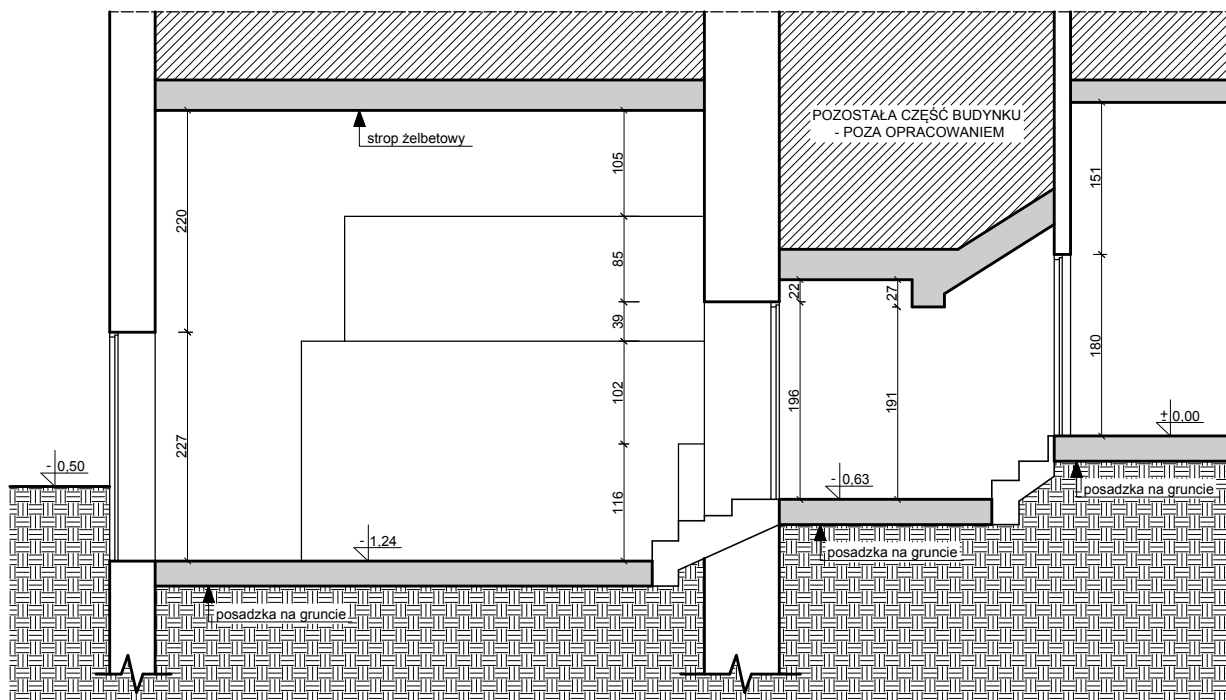 POZOSTAŁA CZĘŚĆ BUDYNKU
- POZA OPRACOWANIEM
strop żelbetowy
105
151
220
85
22
27
39
180
102
196
191
± 0,00
227
- 0,50
- 0,63
posadzka na gruncie
116
- 1,24
posadzka na gruncie
posadzka na gruncie